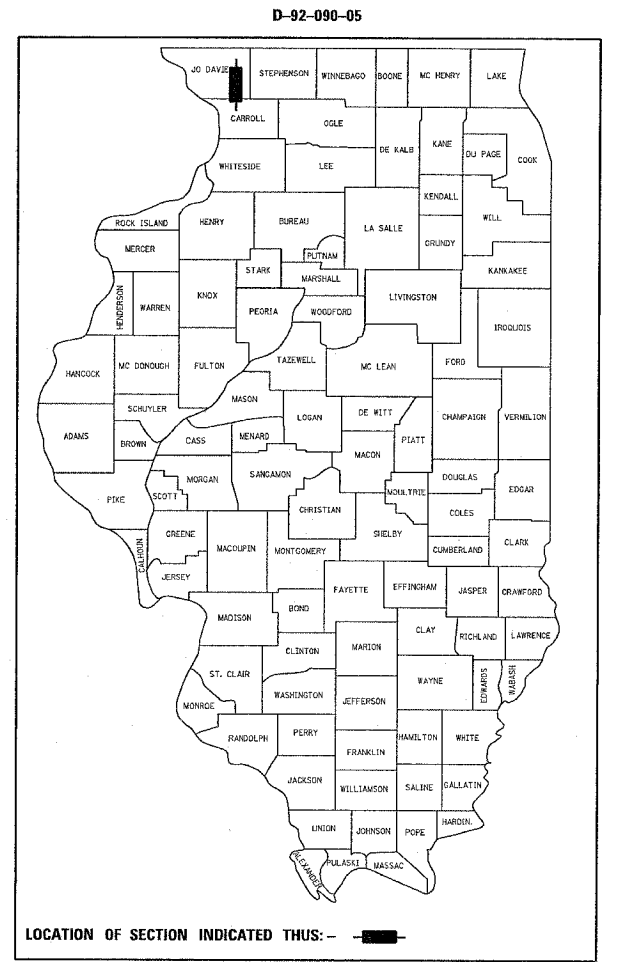 D-92-090-05
JO DAVIE
STEPHENSON
WINNEBAGO
BOONE
MC HENRY
LAKE
CARROLL
OGLE
DE KALB
KANE
DU PAGE
COOK
WHITESIDE
LEE
KENDALL
WILL
ROCK ISLAND
HENRY
BUREAU
LA SALLE
GRUNDY
MERCER
PUTNAM
STARK
MARSHALL
KANKAKEE
HENDERSON
WARREN
KNOX
PEORIA
WOODFORD
LIVINGSTON
IROQUOIS
HANCOCK
MC DONOUGH
FULTON
TAZEWELL
MC LEAN
FORD
SCHUYLER
MASON
LOGAN
DE WITT
CHAMPAIGN
VERMILION
ADAMS
BROWN
CASS
MENARD
MACON
PIATT
PIKE
SCOTT
MORGAN
SANGAMON
CHRISTIAN
MOULTRIE
DOUGLAS
EDGAR
COLES
CALHOUN
GREENE
MACOUPIN
MONTGOMERY
SHELBY
CUMBERLAND
CLARK
JERSEY
FAYETTE
EFFINGHAM
JASPER
CRAWFORD
MADISON
BOND
CLAY
RICHLAND
LAWRENCE
CLINTON
MARION
ST. CLAIR
WASHINGTON
WAYNE
EDWARDS
WABASH
MONROE
JEFFERSON
RANDOLPH
PERRY
HAMILTON
WHITE
FRANKLIN
JACKSON
WILLIAMSON
SALINE
GALLATIN
UNION
JOHNSON
POPE
HARDIN.
ALEXANDER
PULASKI
MASSAC
LOCATION OF SECTION INDICATED THUS: -